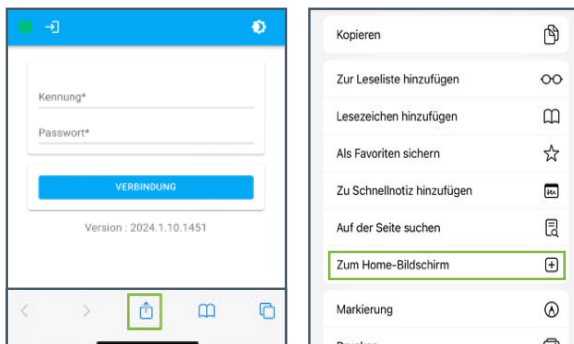 Kennung*
Passwort*
VERBINDUNG
Version : 2024.1.10.1451
Kopieren
Zur Leseliste hinzufügen
Lesezeichen hinzufügen
Als Favoriten sichern
Zu Schnellnotiz hinzufügen
Auf der Seite suchen
Zum Home-Bildschirm
Markierung